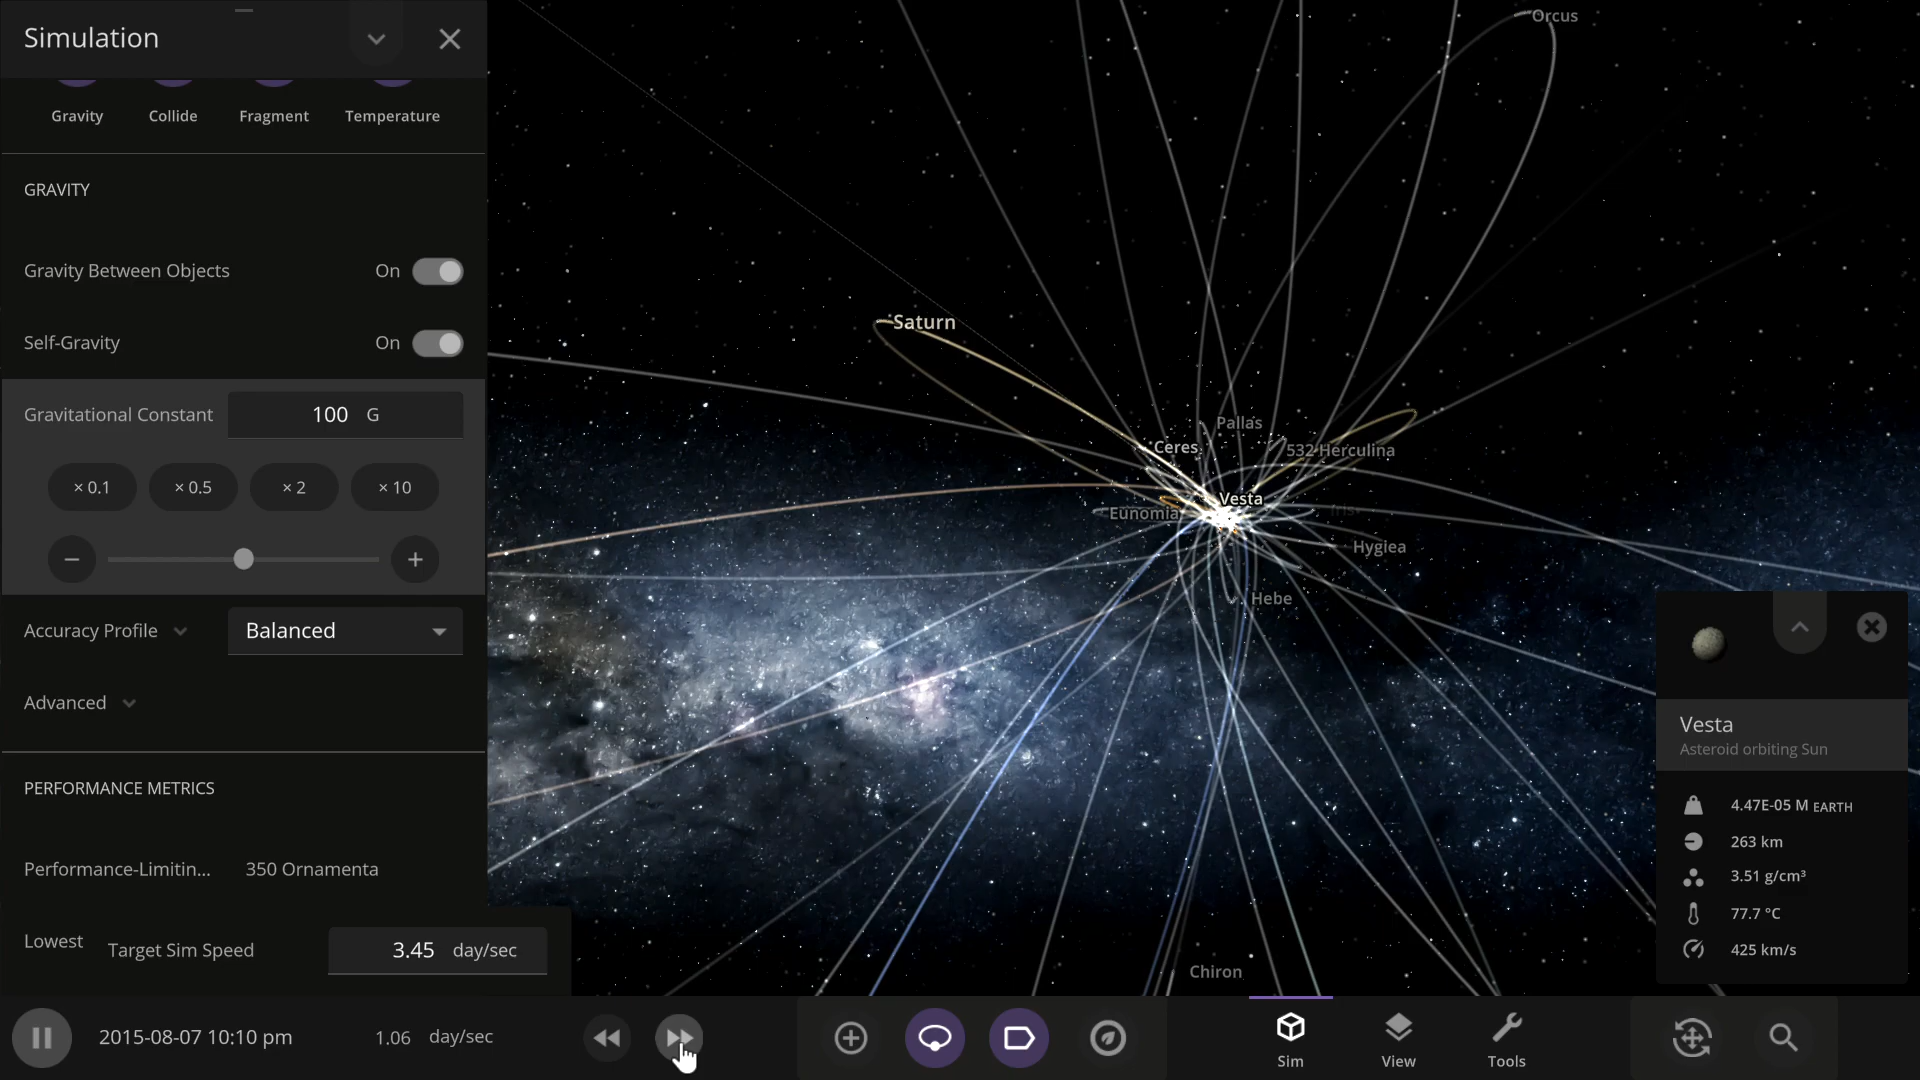 Simulation
Gravity Collide Fragment Temperature
GRAVITY
Gravity Between Objects On
Self-Gravity On
Gravitational Constant 100 G
× 0.1 × 0.5 × 2 × 10
Accuracy Profile Balanced
Advanced
PERFORMANCE METRICS
Performance-Limitin... 350 Ornamenta
Lowest
Target Sim Speed 3.45 day/sec
2015-08-07 10:10 pm 1.06 day/sec
Orcus
Saturn
Pallas
Ceres
532 Herculina
Vesta
Eunomia
Iris
Hygiea
Hebe
Chiron
Vesta
Asteroid orbiting Sun
4.47E-05 M EARTH
263 km
3.51 g/cm³
77.7 °C
425 km/s
Sim View Tools